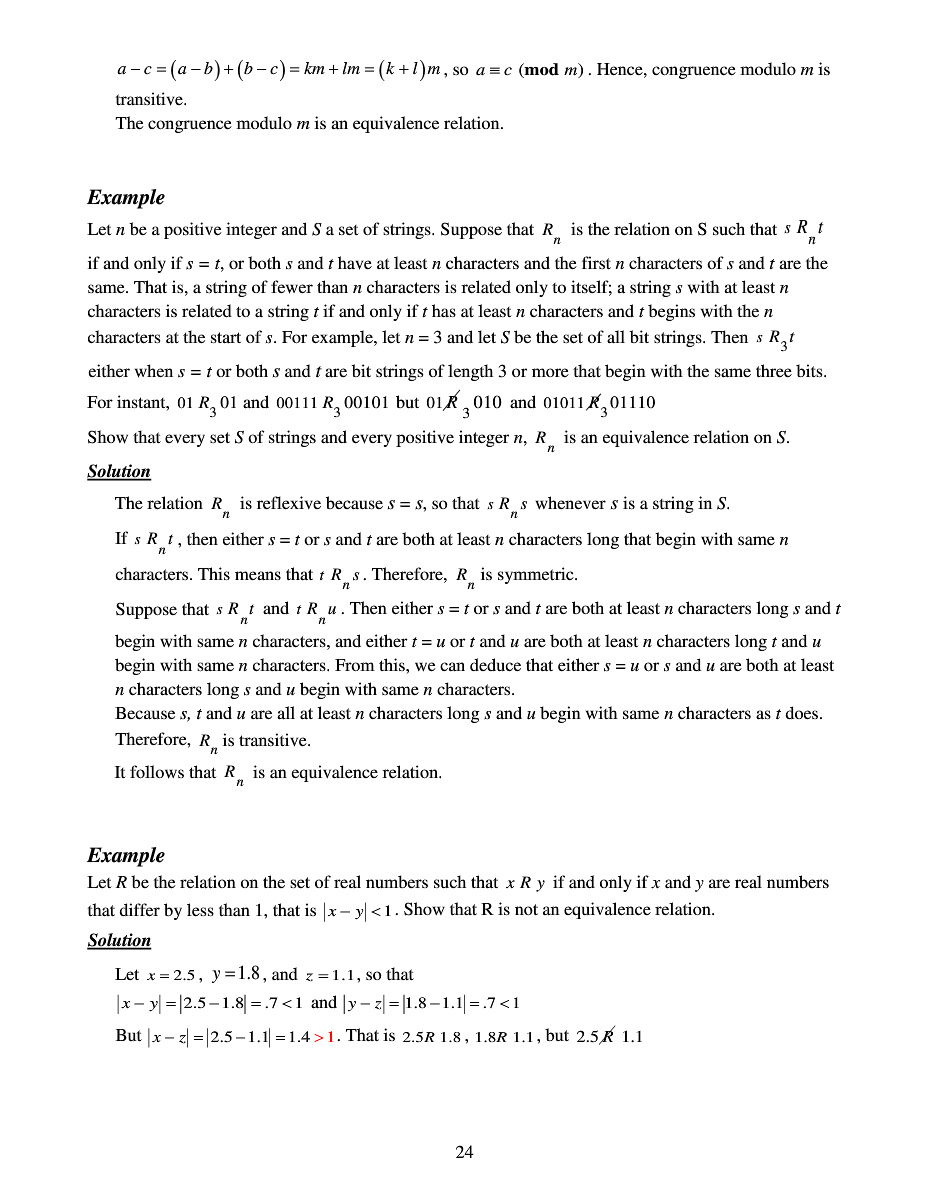 a − c = (a − b) + (b − c) = km + lm = (k + l)m, so a ≡ c (mod m). Hence, congruence modulo m is
transitive.
The congruence modulo m is an equivalence relation.
Example
Let n be a positive integer and S a set of strings. Suppose that R_n is the relation on S such that s R_n t
if and only if s = t, or both s and t have at least n characters and the first n characters of s and t are the
same. That is, a string of fewer than n characters is related only to itself; a string s with at least n
characters is related to a string t if and only if t has at least n characters and t begins with the n
characters at the start of s. For example, let n = 3 and let S be the set of all bit strings. Then s R_3 t
either when s = t or both s and t are bit strings of length 3 or more that begin with the same three bits.
For instant, 01 R_3 01 and 00111 R_3 00101 but 01 R̸_3 010 and 01011 R̸_3 01110
Show that every set S of strings and every positive integer n, R_n is an equivalence relation on S.
Solution
The relation R_n is reflexive because s = s, so that s R_n s whenever s is a string in S.
If s R_n t, then either s = t or s and t are both at least n characters long that begin with same n
characters. This means that t R_n s. Therefore, R_n is symmetric.
Suppose that s R_n t and t R_n u. Then either s = t or s and t are both at least n characters long s and t
begin with same n characters, and either t = u or t and u are both at least n characters long t and u
begin with same n characters. From this, we can deduce that either s = u or s and u are both at least
n characters long s and u begin with same n characters.
Because s, t and u are all at least n characters long s and u begin with same n characters as t does.
Therefore, R_n is transitive.
It follows that R_n is an equivalence relation.
Example
Let R be the relation on the set of real numbers such that x R y if and only if x and y are real numbers
that differ by less than 1, that is |x − y| < 1. Show that R is not an equivalence relation.
Solution
Let x = 2.5, y = 1.8, and z = 1.1, so that
|x − y| = |2.5 − 1.8| = .7 < 1 and |y − z| = |1.8 − 1.1| = .7 < 1
But |x − z| = |2.5 − 1.1| = 1.4 > 1. That is 2.5R 1.8, 1.8R 1.1, but 2.5 R̸ 1.1
24